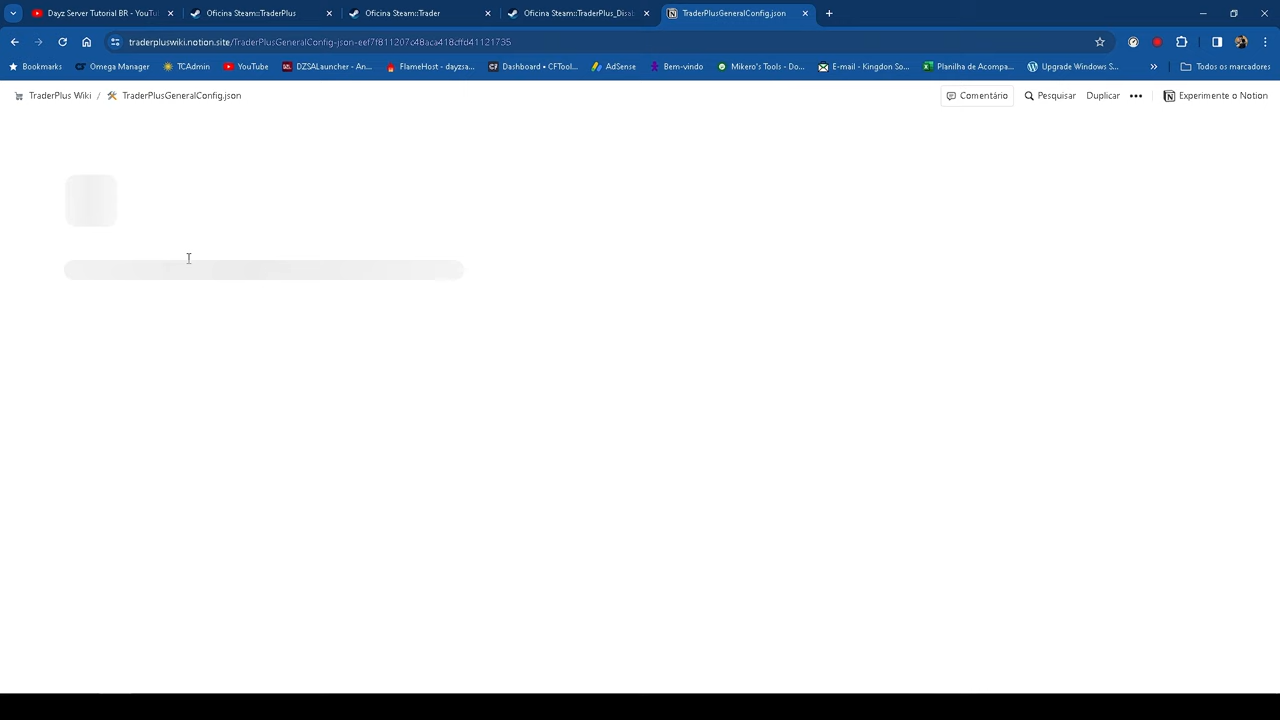 Dayz Server Tutorial BR - YouTu
Oficina Steam::TraderPlus
Oficina Steam::Trader
Oficina Steam::TraderPlus_Disab
TraderPlusGeneralConfig.json
traderpluswiki.notion.site/TraderPlusGeneralConfig-json-eef7f811207c48aca418cffd41121735
Bookmarks
Omega Manager
TCAdmin
YouTube
DZSALauncher - An...
FlameHost - dayzsa...
Dashboard • CFTool...
AdSense
Bem-vindo
Mikero's Tools - Do...
E-mail - Kingdon So...
Planilha de Acompa...
Upgrade Windows S...
Todos os marcadores
TraderPlus Wiki / TraderPlusGeneralConfig.json
Comentário
Pesquisar
Duplicar
Experimente o Notion